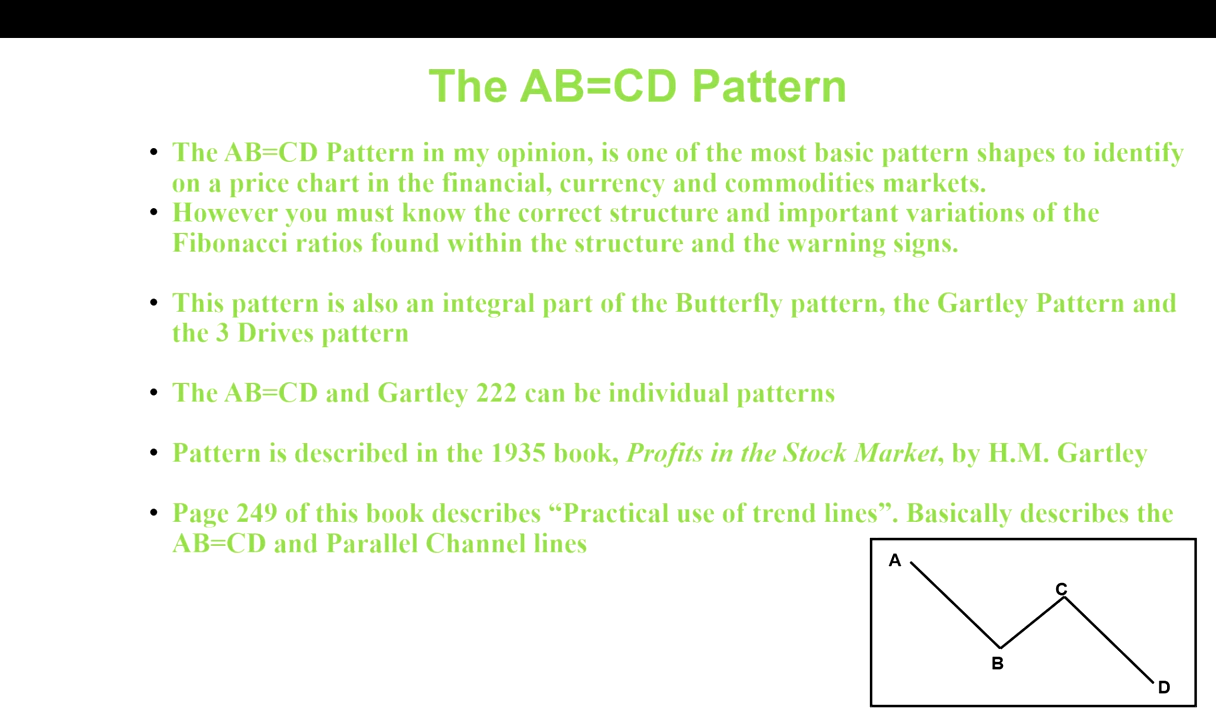 The AB=CD Pattern
• The AB=CD Pattern in my opinion, is one of the most basic pattern shapes to identify
on a price chart in the financial, currency and commodities markets.
• However you must know the correct structure and important variations of the
Fibonacci ratios found within the structure and the warning signs.
• This pattern is also an integral part of the Butterfly pattern, the Gartley Pattern and
the 3 Drives pattern
• The AB=CD and Gartley 222 can be individual patterns
• Pattern is described in the 1935 book, Profits in the Stock Market, by H.M. Gartley
• Page 249 of this book describes “Practical use of trend lines”. Basically describes the
AB=CD and Parallel Channel lines
A
C
B
D